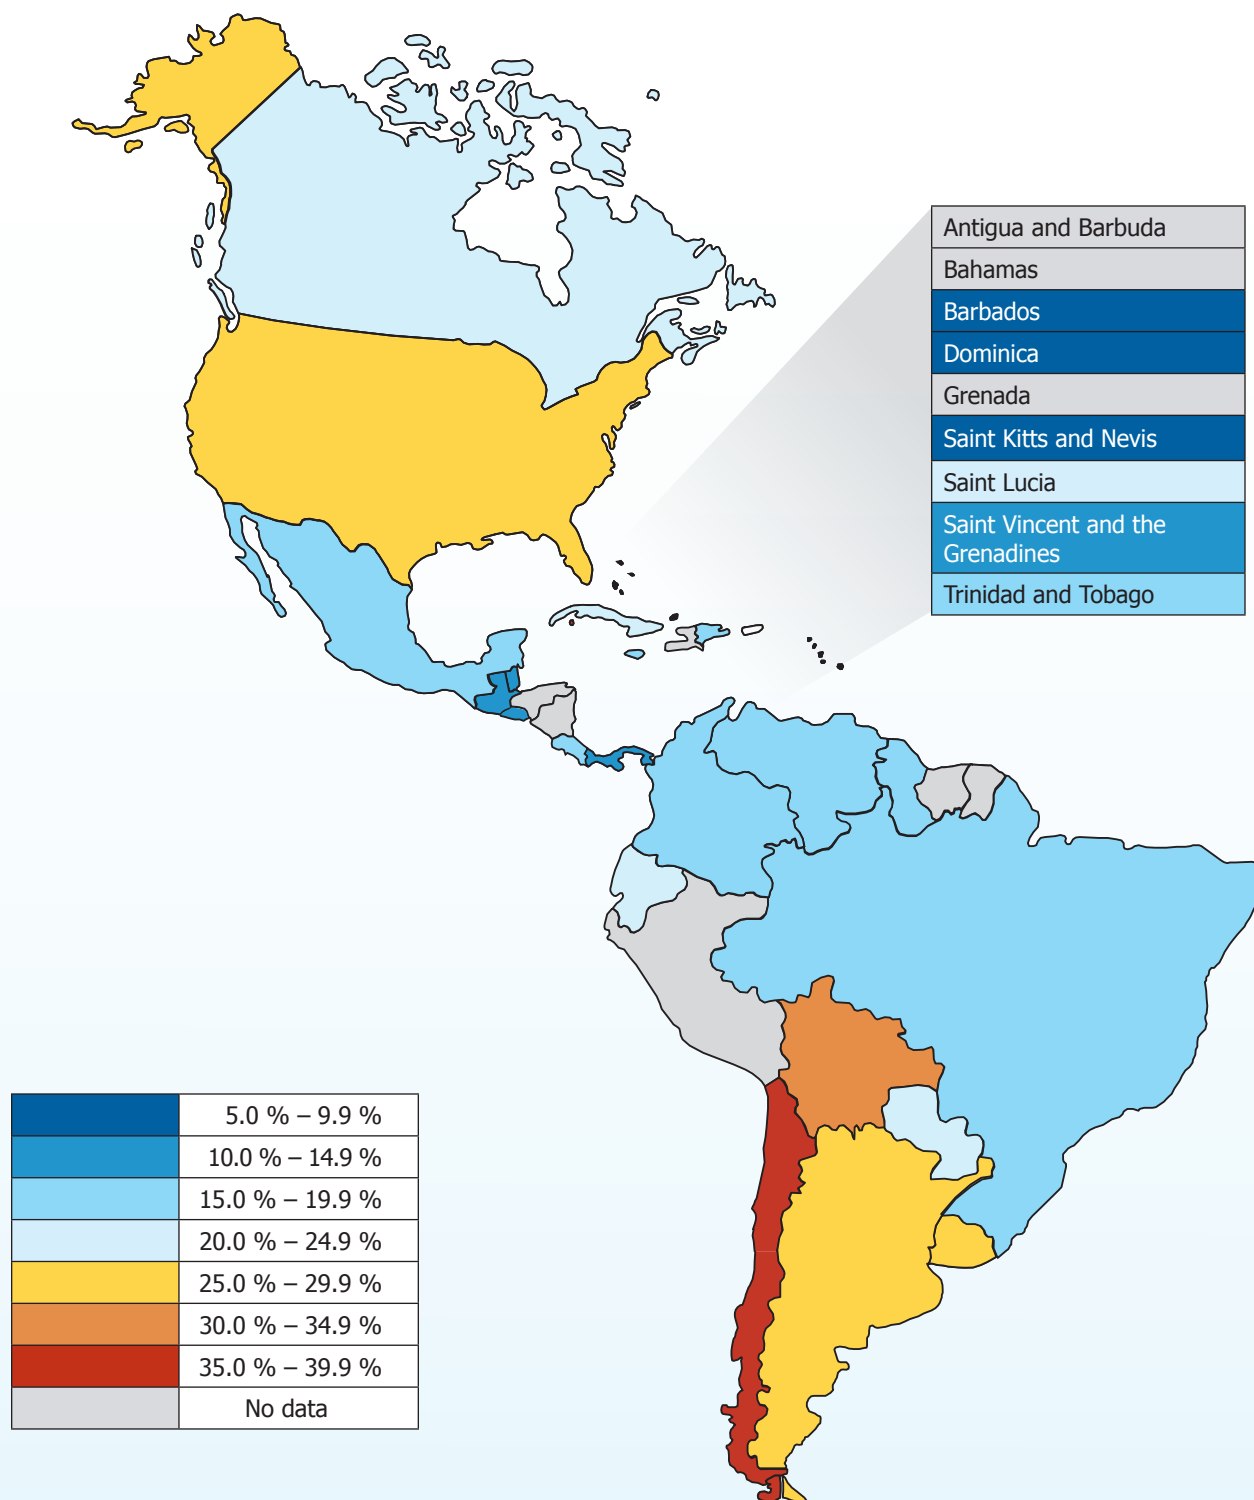 Antigua and Barbuda
Bahamas
Barbados
Dominica
Grenada
Saint Kitts and Nevis
Saint Lucia
Saint Vincent and the
Grenadines
Trinidad and Tobago
5.0 % – 9.9 %
10.0 % – 14.9 %
15.0 % – 19.9 %
20.0 % – 24.9 %
25.0 % – 29.9 %
30.0 % – 34.9 %
35.0 % – 39.9 %
No data